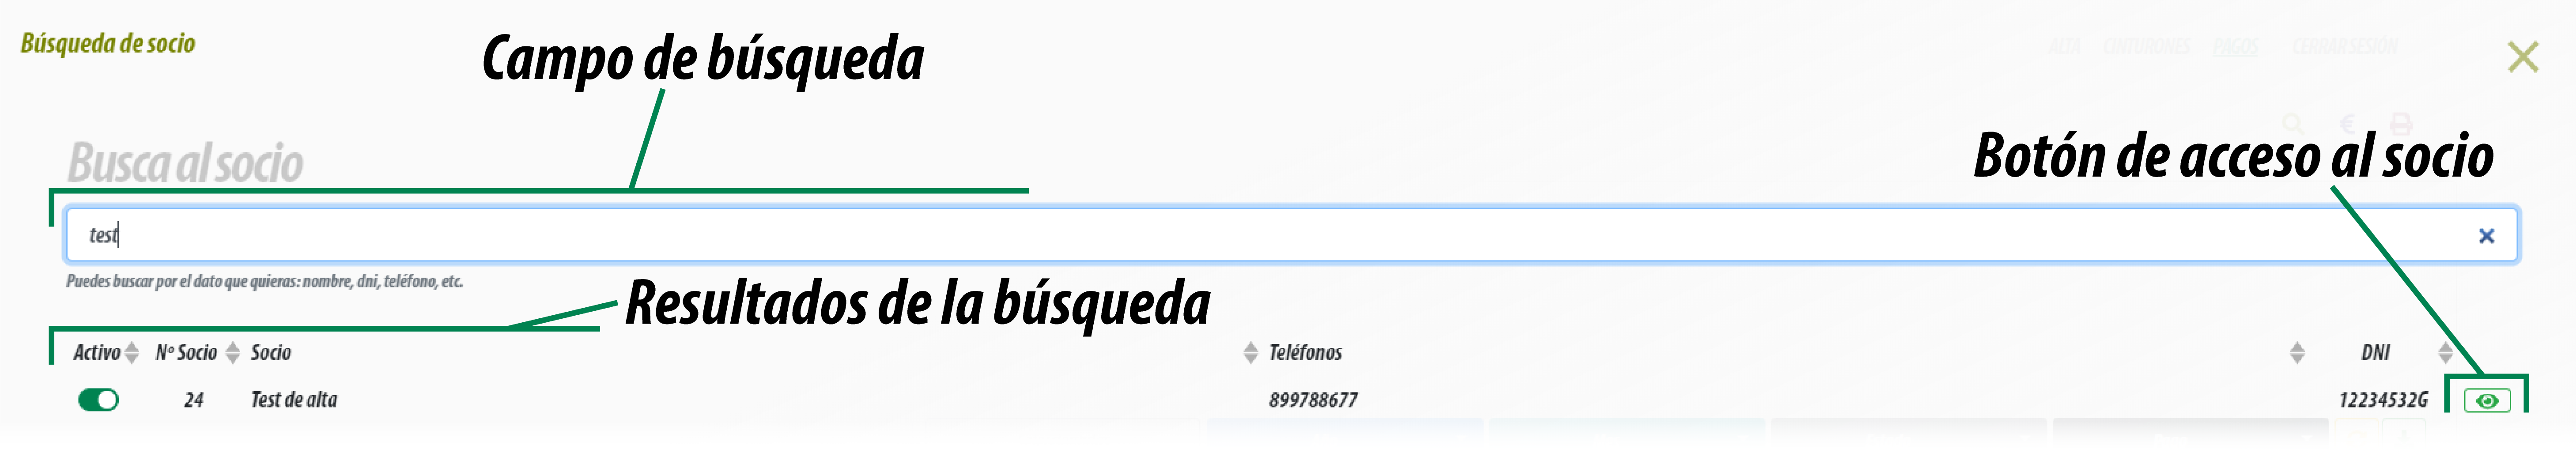 Búsqueda de socio
Campo de búsqueda
ALTA CINTURONES PAGOS CERRAR SESIÓN
Busca al socio
Botón de acceso al socio
test
Puedes buscar por el dato que quieras: nombre, dni, teléfono, etc.
Resultados de la búsqueda
Activo Nº Socio Socio Teléfonos DNI
24 Test de alta 899788677 12234532G